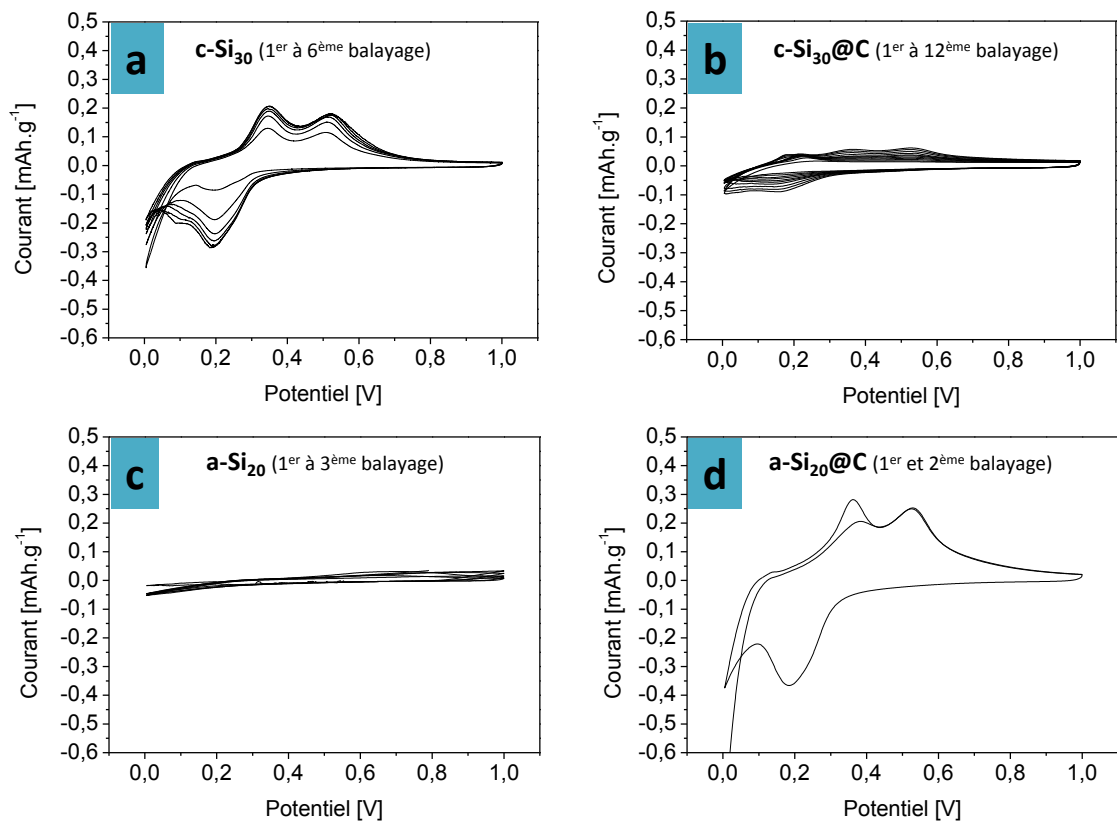 a
c-Si30 (1er à 6ème balayage)
0,5
0,4
0,3
0,2
0,1
0,0
-0,1
-0,2
-0,3
-0,4
-0,5
-0,6
Courant [mAh.g-1]
0,0 0,2 0,4 0,6 0,8 1,0
Potentiel [V]
b
c-Si30@C (1er à 12ème balayage)
0,5
0,4
0,3
0,2
0,1
0,0
-0,1
-0,2
-0,3
-0,4
-0,5
-0,6
Courant [mAh.g-1]
0,0 0,2 0,4 0,6 0,8 1,0
Potentiel [V]
c
a-Si20 (1er à 3ème balayage)
0,5
0,4
0,3
0,2
0,1
0,0
-0,1
-0,2
-0,3
-0,4
-0,5
-0,6
Courant [mAh.g-1]
0,0 0,2 0,4 0,6 0,8 1,0
Potentiel [V]
d
a-Si20@C (1er et 2ème balayage)
0,5
0,4
0,3
0,2
0,1
0,0
-0,1
-0,2
-0,3
-0,4
-0,5
-0,6
Courant [mAh.g-1]
0,0 0,2 0,4 0,6 0,8 1,0
Potentiel [V]